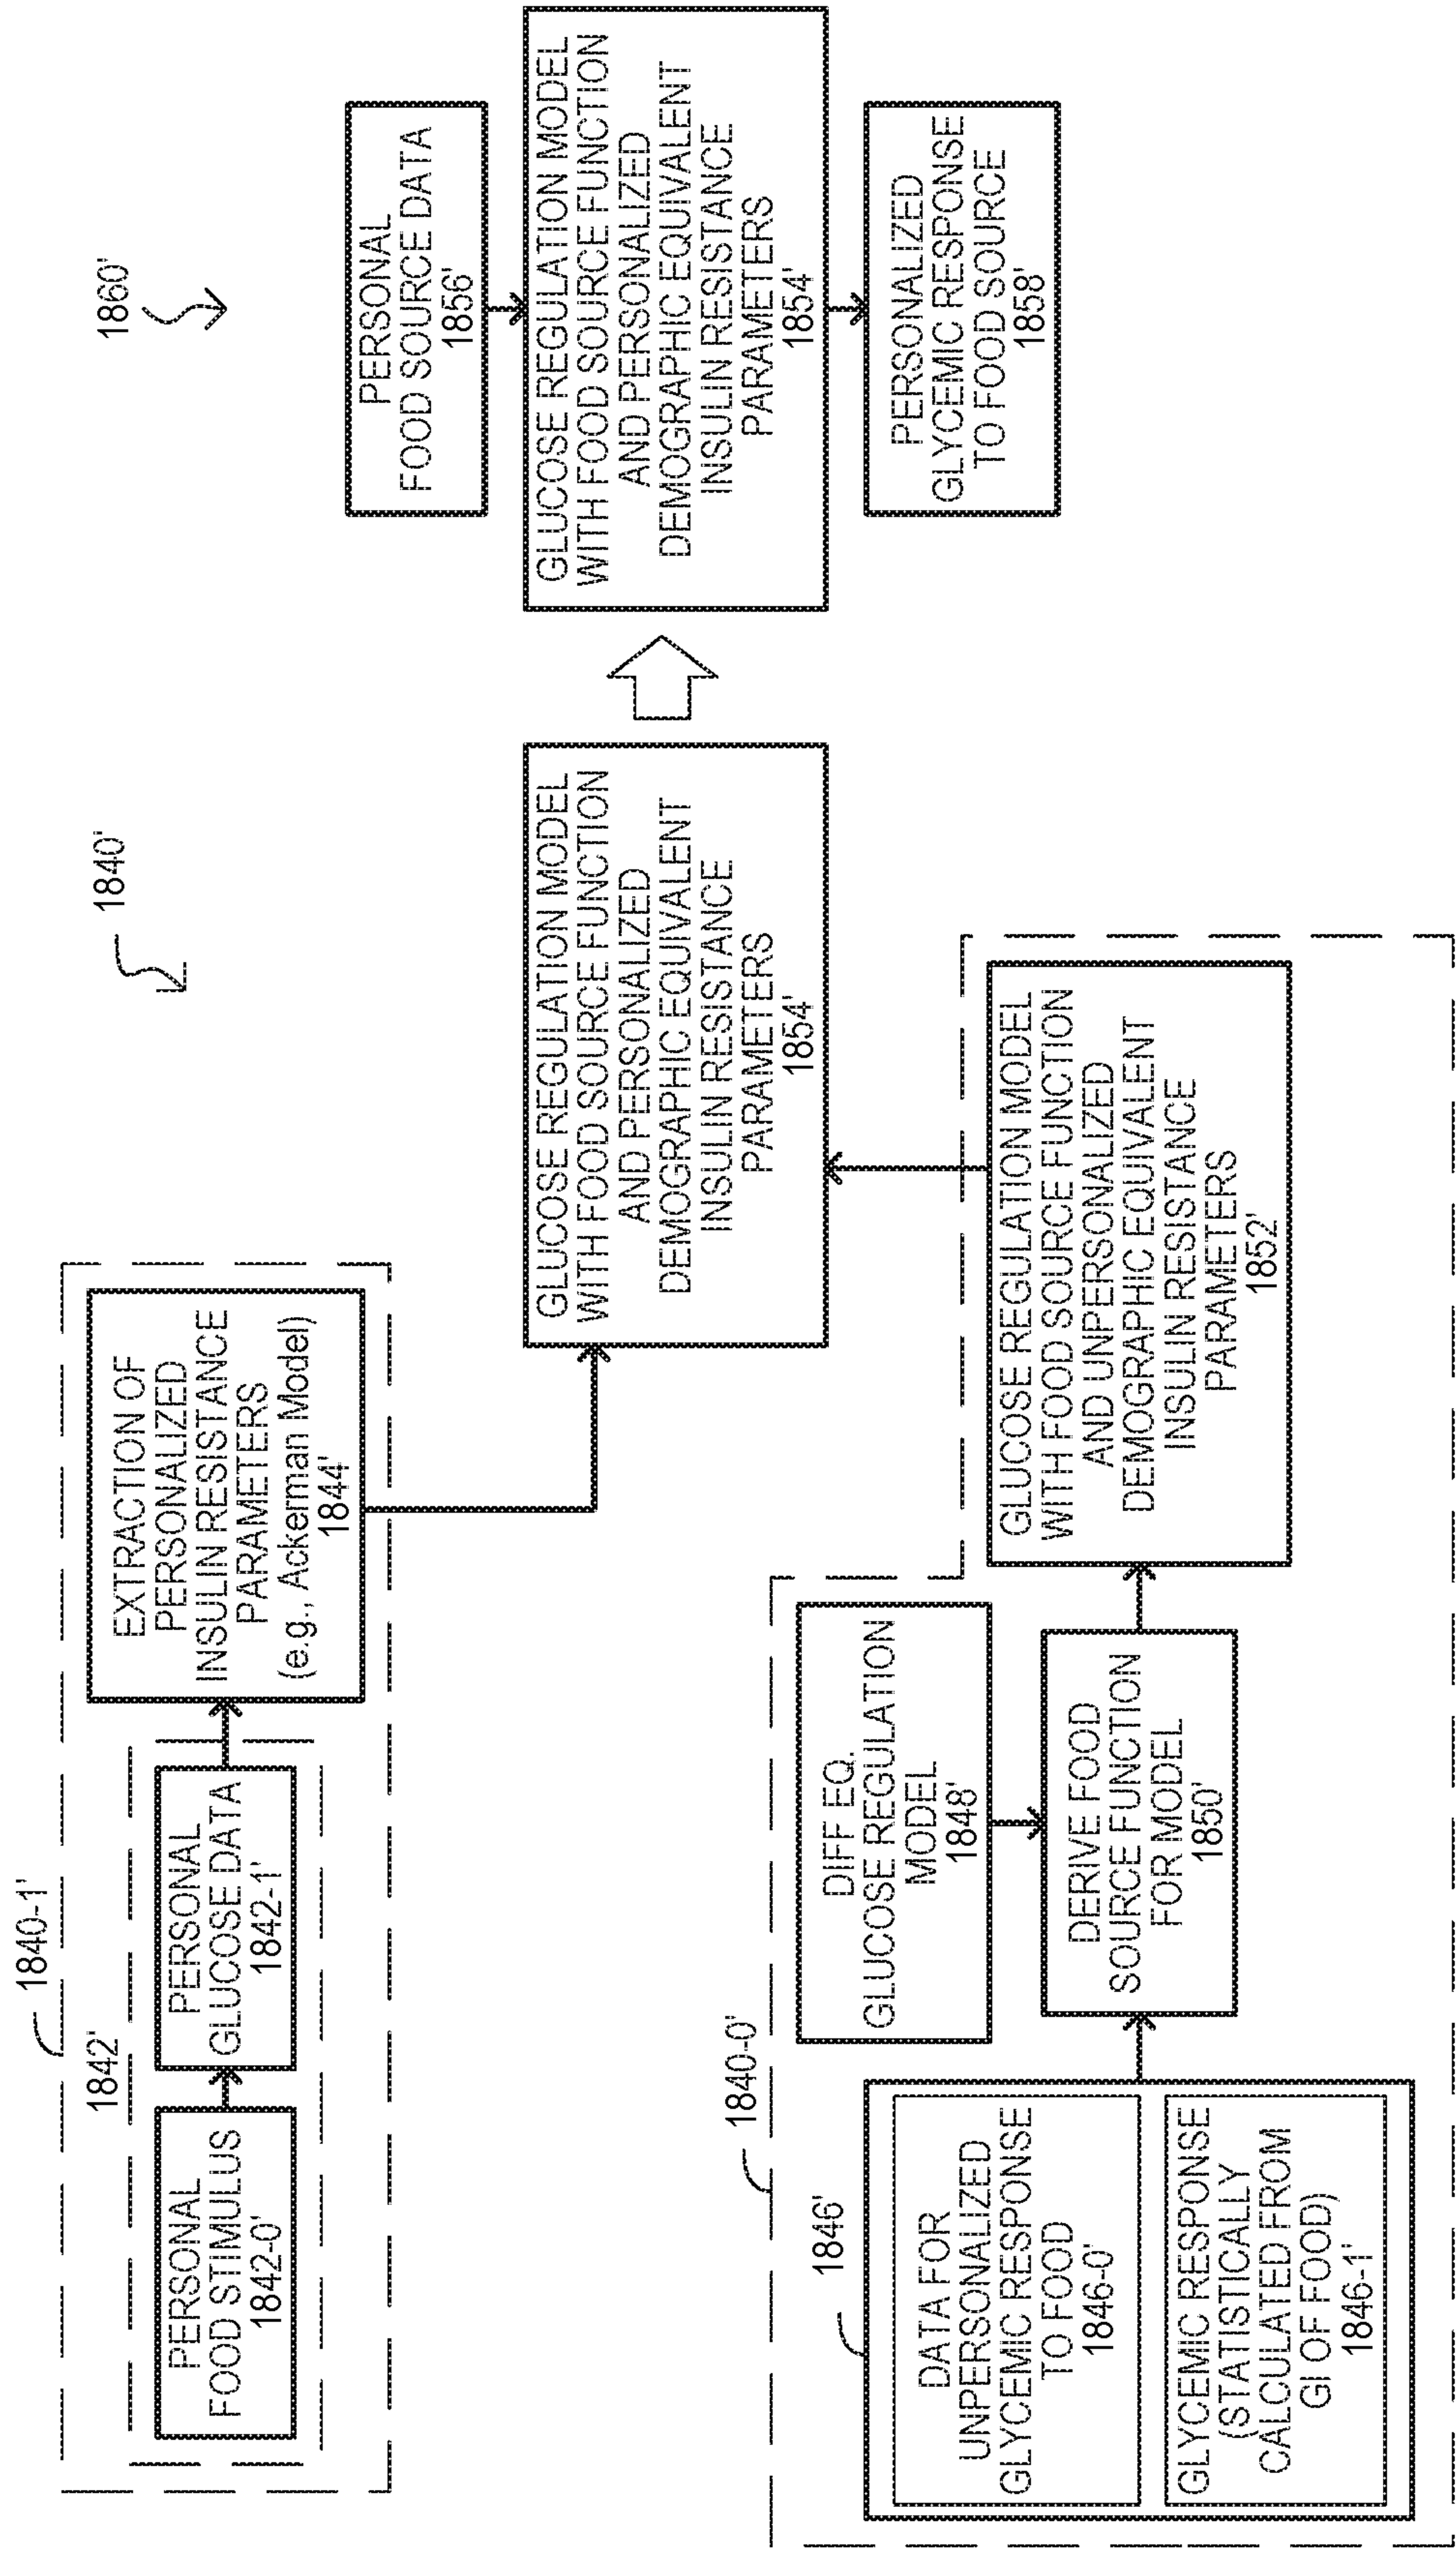 1840-1'
1842'
PERSONAL
FOOD STIMULUS
1842-0'
PERSONAL
GLUCOSE DATA
1842-1'
EXTRACTION OF
PERSONALIZED
INSULIN RESISTANCE
PARAMETERS
(e.g., Ackerman Model)
1844'
1840'
1860'
1840-0'
1846'
DATA FOR
UNPERSONALIZED
GLYCEMIC RESPONSE
TO FOOD
1846-0'
GLYCEMIC RESPONSE
(STATISTICALLY
CALCULATED FROM
GI OF FOOD)
1846-1'
DIFF EQ.
GLUCOSE REGULATION
MODEL
1848'
DERIVE FOOD
SOURCE FUNCTION
FOR MODEL
1850'
GLUCOSE REGULATION MODEL
WITH FOOD SOURCE FUNCTION
AND UNPERSONALIZED
DEMOGRAPHIC EQUIVALENT
INSULIN RESISTANCE
PARAMETERS
1852'
GLUCOSE REGULATION MODEL
WITH FOOD SOURCE FUNCTION
AND PERSONALIZED
DEMOGRAPHIC EQUIVALENT
INSULIN RESISTANCE
PARAMETERS
1854'
PERSONAL
FOOD SOURCE DATA
1856'
GLUCOSE REGULATION MODEL
WITH FOOD SOURCE FUNCTION
AND PERSONALIZED
DEMOGRAPHIC EQUIVALENT
INSULIN RESISTANCE
PARAMETERS
1854'
PERSONALIZED
GLYCEMIC RESPONSE
TO FOOD SOURCE
1858'